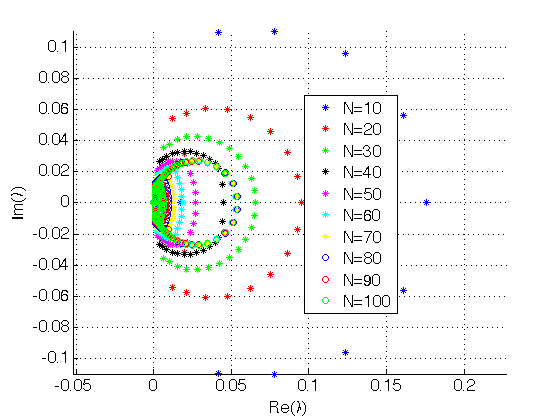 0.1
0.08
0.06
0.04
0.02
0
-0.02
-0.04
-0.06
-0.08
-0.1
Im(λ)
-0.05 0 0.05 0.1 0.15 0.2
Re(λ)
N=10
N=20
N=30
N=40
N=50
N=60
N=70
N=80
N=90
N=100